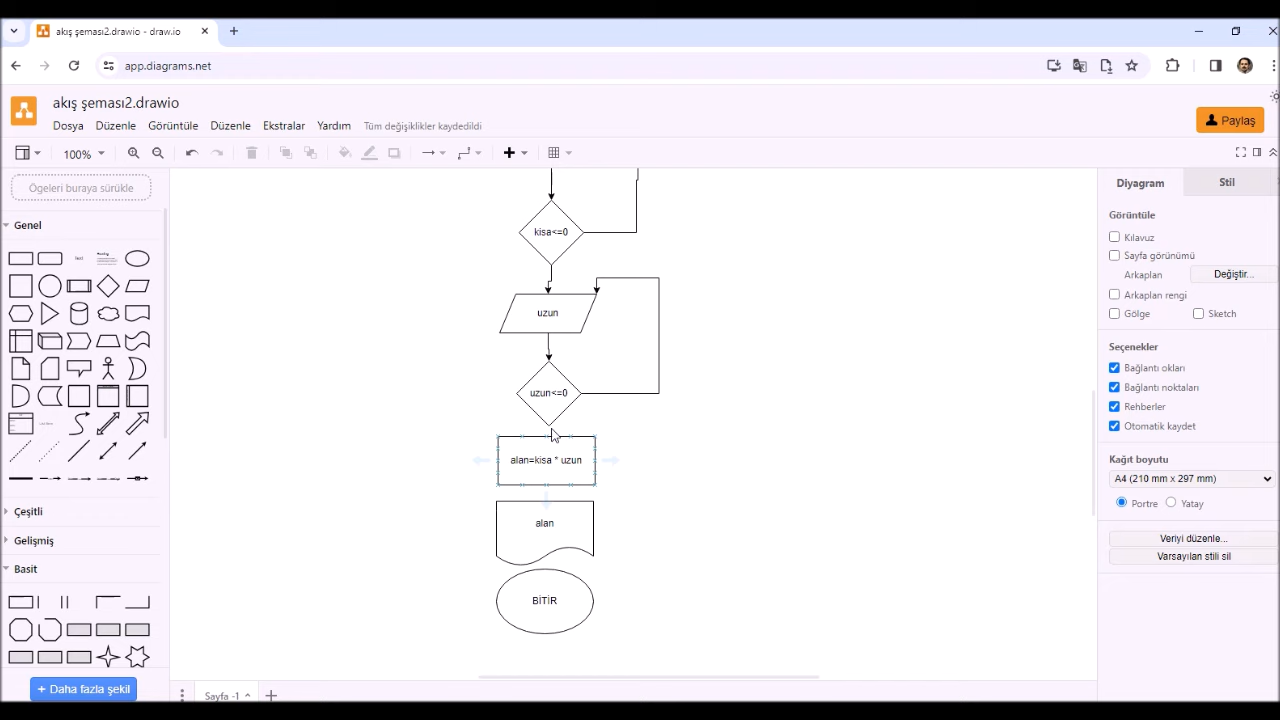 akış şeması2.drawio - draw.io
app.diagrams.net
akış şeması2.drawio
Dosya Düzenle Görüntüle Düzenle Ekstralar Yardım Tüm değişiklikler kaydedildi
Paylaş
100%
Ögeleri buraya sürükle
Genel
Text
Heading
Çeşitli
Gelişmiş
Basit
+ Daha fazla şekil
kisa<=0
uzun
uzun<=0
alan=kisa * uzun
alan
BİTİR
Sayfa -1
Diyagram Stil
Görüntüle
Kılavuz
Sayfa görünümü
Arkaplan Değiştir...
Arkaplan rengi
Gölge Sketch
Seçenekler
Bağlantı okları
Bağlantı noktaları
Rehberler
Otomatik kaydet
Kağıt boyutu
A4 (210 mm x 297 mm)
Portre Yatay
Veriyi düzenle...
Varsayılan stili sil